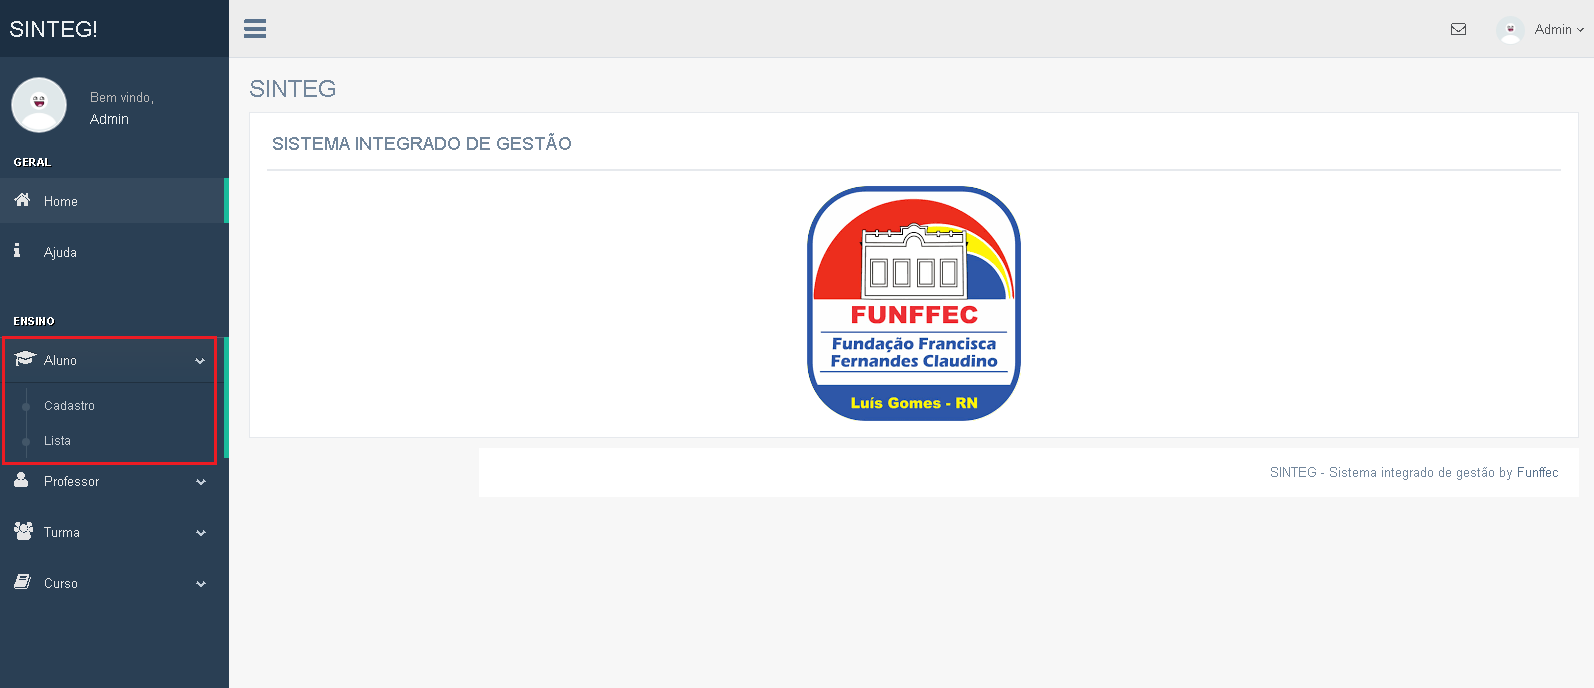 SINTEG!
Admin
Bem vindo,
Admin
GERAL
Home
Ajuda
ENSINO
Aluno
Cadastro
Lista
Professor
Turma
Curso
SINTEG
SISTEMA INTEGRADO DE GESTÃO
FUNFFEC
Fundação Francisca
Fernandes Claudino
Luís Gomes - RN
SINTEG - Sistema integrado de gestão by Funffec